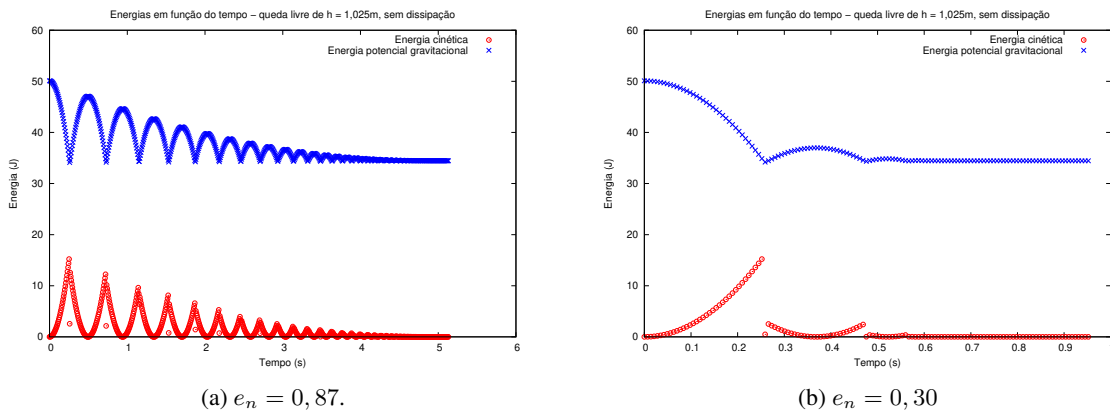 Energias em função do tempo − queda livre de h = 1,025m, sem dissipação
60
50
40
30
20
10
0
Energia (J)
0
1
2
3
4
5
6
Tempo (s)
Energia cinética
Energia potencial gravitacional
(a) eₙ = 0, 87.
Energias em função do tempo − queda livre de h = 1,025m, sem dissipação
60
50
40
30
20
10
0
Energia (J)
0
0.1
0.2
0.3
0.4
0.5
0.6
0.7
0.8
0.9
Tempo (s)
Energia cinética
Energia potencial gravitacional
(b) eₙ = 0, 30